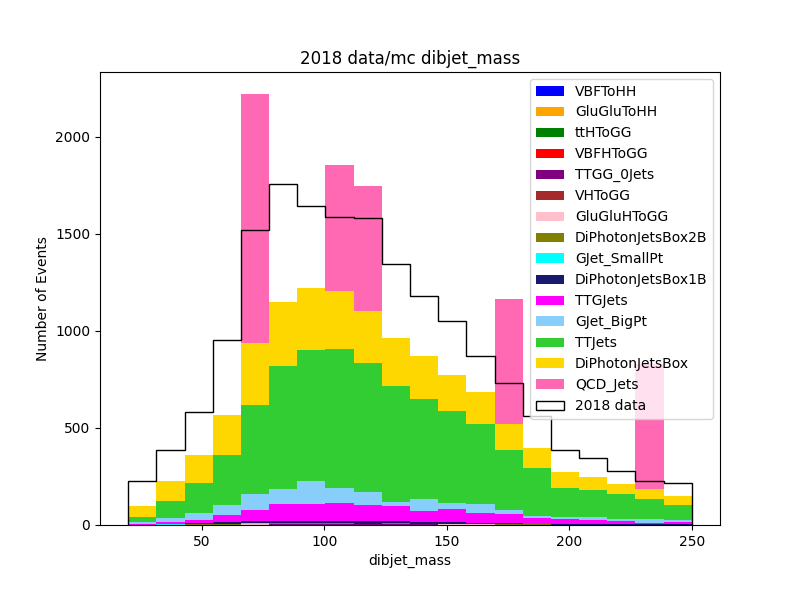 2018 data/mc dibjet_mass
Number of Events
2000
1500
1000
500
0
50
100
150
200
250
dibjet_mass
VBFToHH
GluGluToHH
ttHToGG
VBFHToGG
TTGG_0Jets
VHToGG
GluGluHToGG
DiPhotonJetsBox2B
GJet_SmallPt
DiPhotonJetsBox1B
TTGJets
GJet_BigPt
TTJets
DiPhotonJetsBox
QCD_Jets
2018 data